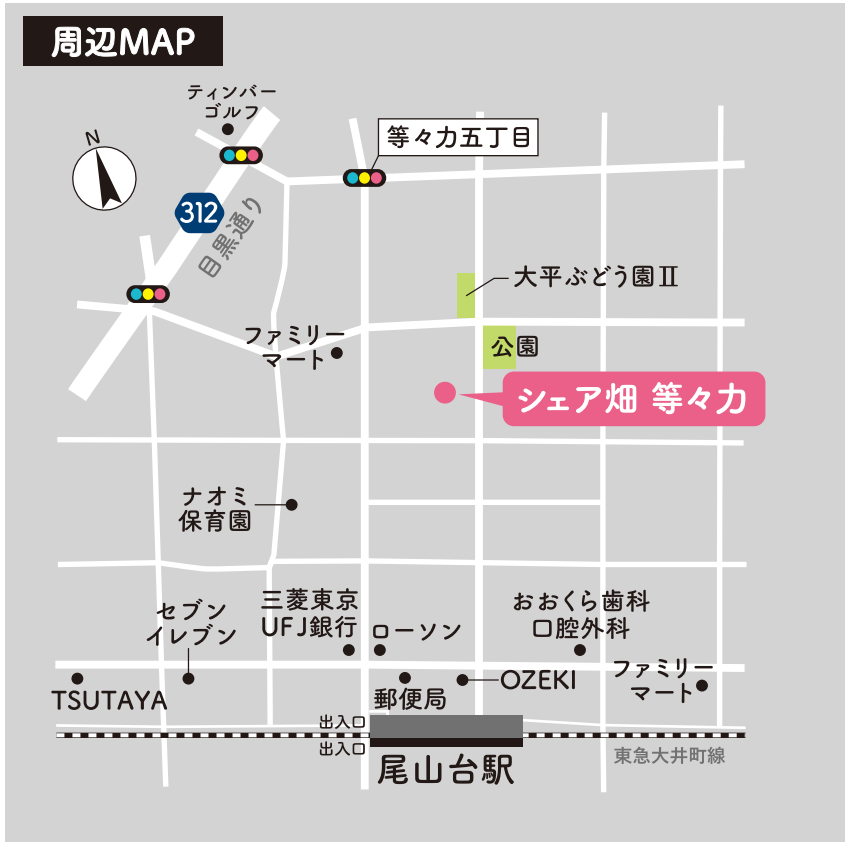 周辺MAP
ティンバー
ゴルフ
N
等々力五丁目
312
目黒通り
大平ぶどう園Ⅱ
ファミリー
マート
公園
シェア畑 等々力
ナオミ
保育園
三菱東京
UFJ銀行
セブン
イレブン
ローソン
おおくら歯科
口腔外科
ファミリー
マート
TSUTAYA
郵便局
OZEKI
出入口
出入口
尾山台駅
東急大井町線